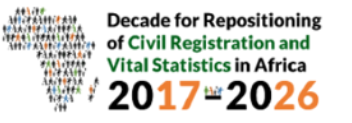 Decade for Repositioning
of Civil Registration and
Vital Statistics in Africa
2017-2026